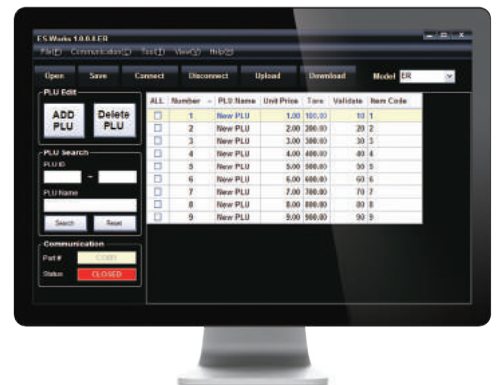 ES.Works 1.0.0.8.ER
File(F) Communication(C) Test(T) View(V) Help(H)
Open Save Connect Disconnect Upload Download Model ER
PLU Edit
ADD PLU
Delete PLU
PLU Search
PLU ID
~
PLU Name
Search Reset
Communication
Port # COM1
Status CLOSED
ALL Number PLU Name Unit Price Tare Validate Item Code
1 New PLU 1.00 100.00 10 1
2 New PLU 2.00 200.00 20 2
3 New PLU 3.00 300.00 30 3
4 New PLU 4.00 400.00 40 4
5 New PLU 5.00 500.00 50 5
6 New PLU 6.00 600.00 60 6
7 New PLU 7.00 700.00 70 7
8 New PLU 8.00 800.00 80 8
9 New PLU 9.00 900.00 90 9